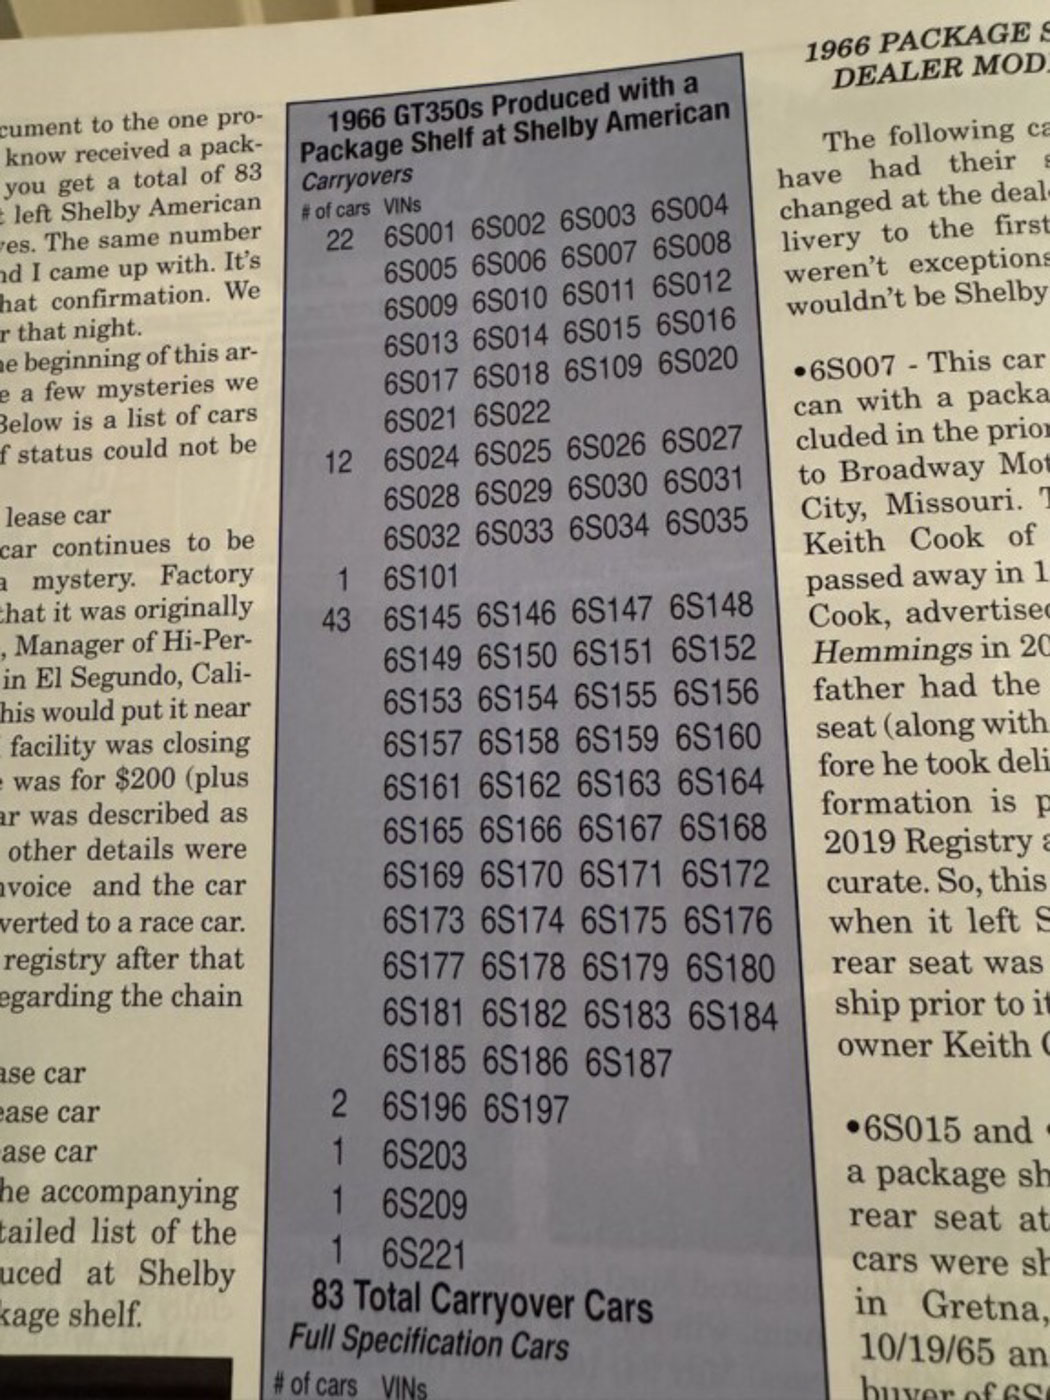 cument to the one pro-
know received a pack-
you get a total of 83
left Shelby American
ves. The same number
nd I came up with. It's
hat confirmation. We
r that night.
e beginning of this ar-
e a few mysteries we
Below is a list of cars
f status could not be
lease car
car continues to be
a mystery. Factory
that it was originally
, Manager of Hi-Per-
in El Segundo, Cali-
his would put it near
facility was closing
was for $200 (plus
ar was described as
other details were
nvoice and the car
verted to a race car.
registry after that
egarding the chain
ase car
ease car
ase car
he accompanying
tailed list of the
uced at Shelby
kage shelf.
1966 GT350s Produced with a
Package Shelf at Shelby American
Carryovers
# of cars VINs
22 6S001 6S002 6S003 6S004
6S005 6S006 6S007 6S008
6S009 6S010 6S011 6S012
6S013 6S014 6S015 6S016
6S017 6S018 6S109 6S020
6S021 6S022
12 6S024 6S025 6S026 6S027
6S028 6S029 6S030 6S031
6S032 6S033 6S034 6S035
1 6S101
43 6S145 6S146 6S147 6S148
6S149 6S150 6S151 6S152
6S153 6S154 6S155 6S156
6S157 6S158 6S159 6S160
6S161 6S162 6S163 6S164
6S165 6S166 6S167 6S168
6S169 6S170 6S171 6S172
6S173 6S174 6S175 6S176
6S177 6S178 6S179 6S180
6S181 6S182 6S183 6S184
6S185 6S186 6S187
2 6S196 6S197
1 6S203
1 6S209
1 6S221
83 Total Carryover Cars
Full Specification Cars
# of cars VINs
1966 PACKAGE S
DEALER MOD
The following ca
have had their s
changed at the deal
livery to the first
weren't exceptions
wouldn't be Shelby
•6S007 - This car
can with a packa
cluded in the prior
to Broadway Mot
City, Missouri. T
Keith Cook of
passed away in 1
Cook, advertised
Hemmings in 20
father had the
seat (along with
fore he took deli
formation is p
2019 Registry a
curate. So, this
when it left S
rear seat was
ship prior to it
owner Keith C
•6S015 and
a package sh
rear seat at
cars were sh
in Gretna,
10/19/65 an
buyer of 6S